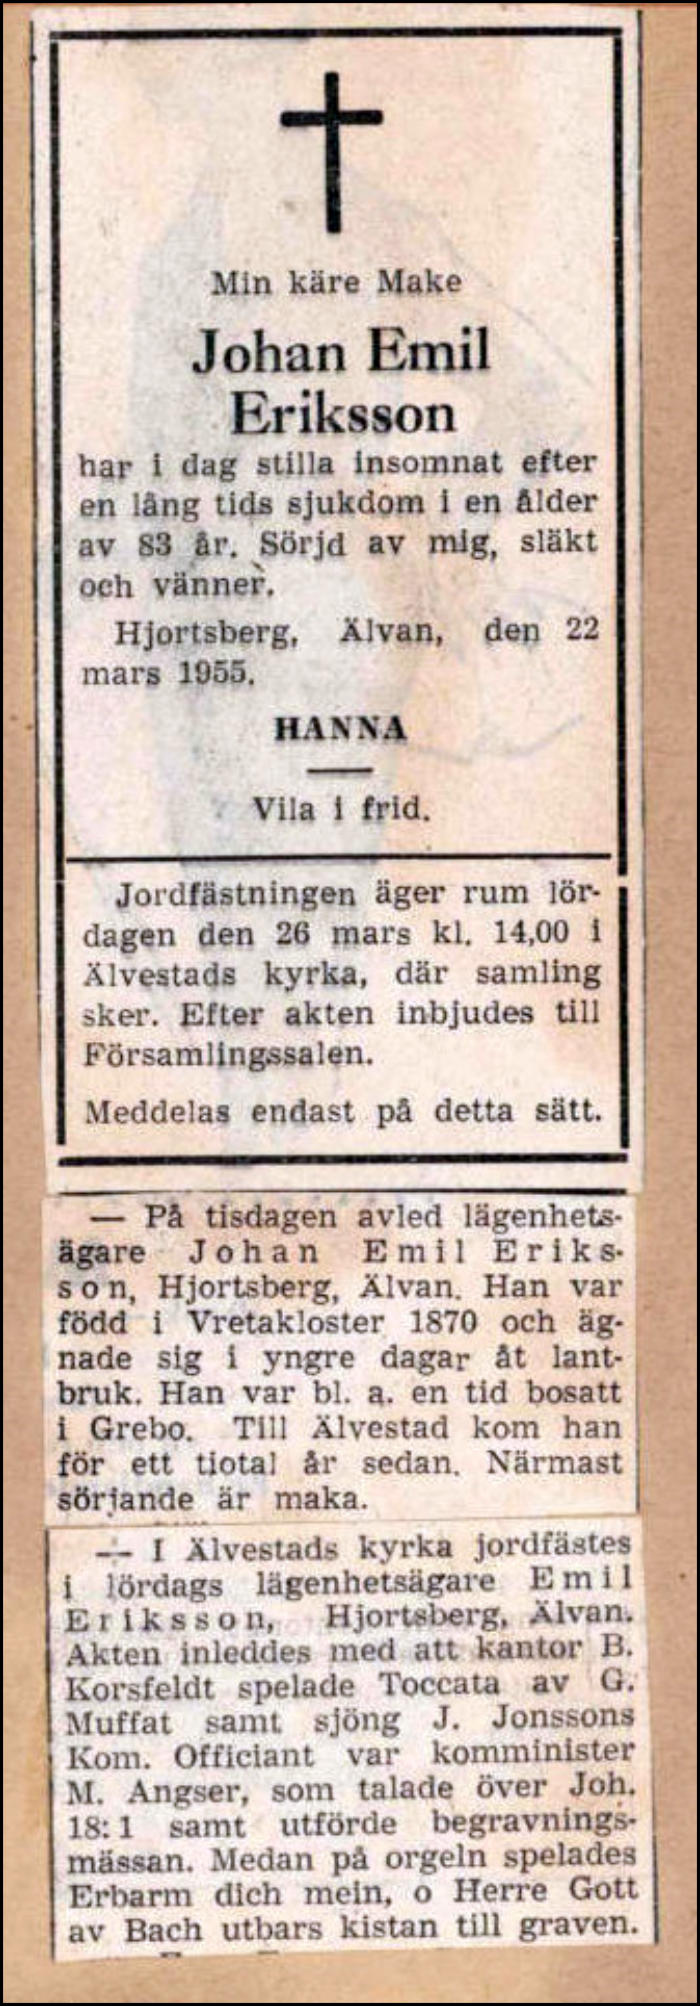 Min käre Make
Johan Emil
Eriksson
har i dag stilla insomnat efter
en lång tids sjukdom i en ålder
av 83 år. Sörjd av mig, släkt
och vänner.
Hjortsberg, Älvan, den 22
mars 1955.
HANNA
Vila i frid.
Jordfästningen äger rum lör-
dagen den 26 mars kl. 14,00 i
Älvestads kyrka, där samling
sker. Efter akten inbjudes till
Församlingssalen.
Meddelas endast på detta sätt.
— På tisdagen avled lägenhets-
ägare Johan Emil Eriks-
son, Hjortsberg, Älvan. Han var
född i Vretakloster 1870 och äg-
nade sig i yngre dagar åt lant-
bruk. Han var bl. a. en tid bosatt
i Grebo. Till Älvestad kom han
för ett tiotal år sedan. Närmast
sörjande är maka.
— I Älvestads kyrka jordfästes
i lördags lägenhetsägare Emil
Eriksson, Hjortsberg, Älvan.
Akten inleddes med att kantor B.
Korsfeldt spelade Toccata av G.
Muffat samt sjöng J. Jonssons
Kom. Officiant var komminister
M. Angser, som talade över Joh.
18:1 samt utförde begravnings-
mässan. Medan på orgeln spelades
Erbarm dich mein, o Herre Gott
av Bach utbars kistan till graven.